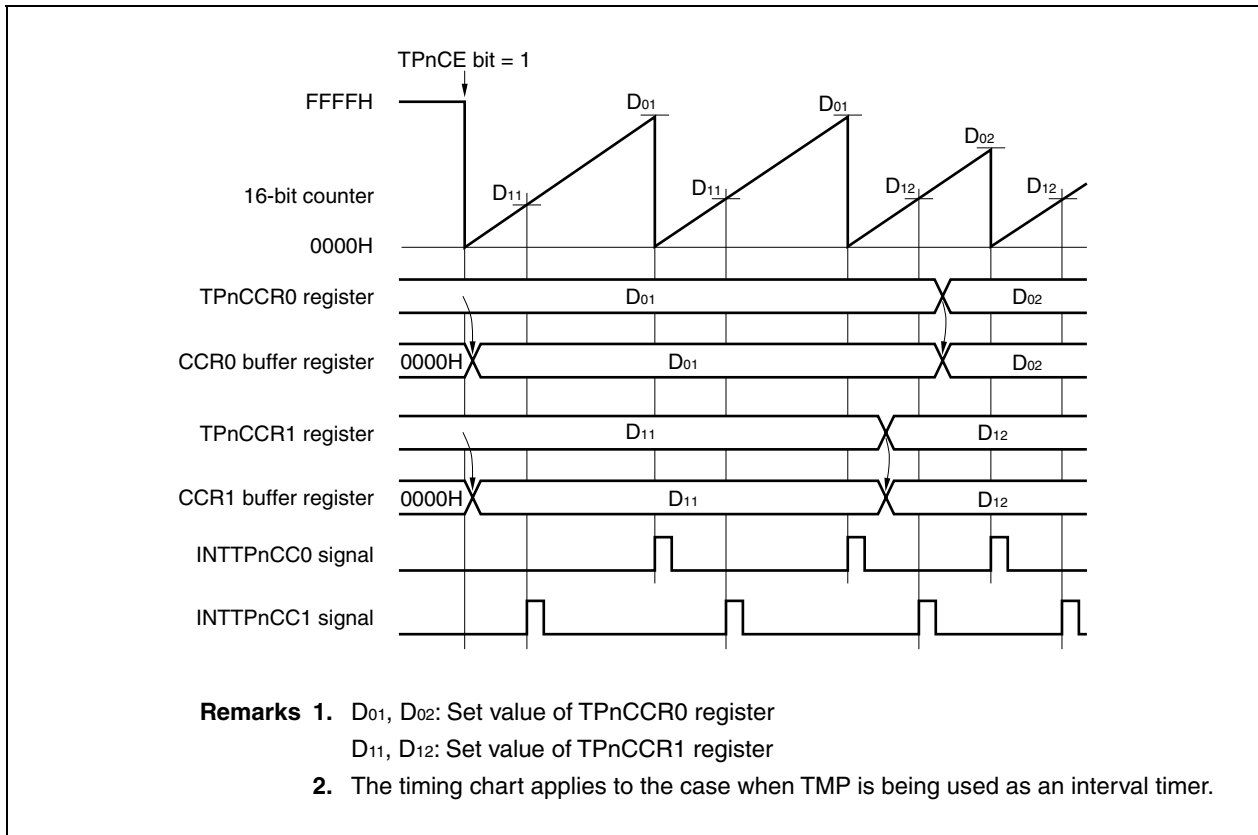 TPnCE bit = 1
FFFFH
D01
D01
D02
16-bit counter
D11
D11
D12
D12
0000H
TPnCCR0 register
D01
D02
CCR0 buffer register
0000H
D01
D02
TPnCCR1 register
D11
D12
CCR1 buffer register
0000H
D11
D12
INTTPnCC0 signal
INTTPnCC1 signal
Remarks 1. D01, D02: Set value of TPnCCR0 register
D11, D12: Set value of TPnCCR1 register
2. The timing chart applies to the case when TMP is being used as an interval timer.